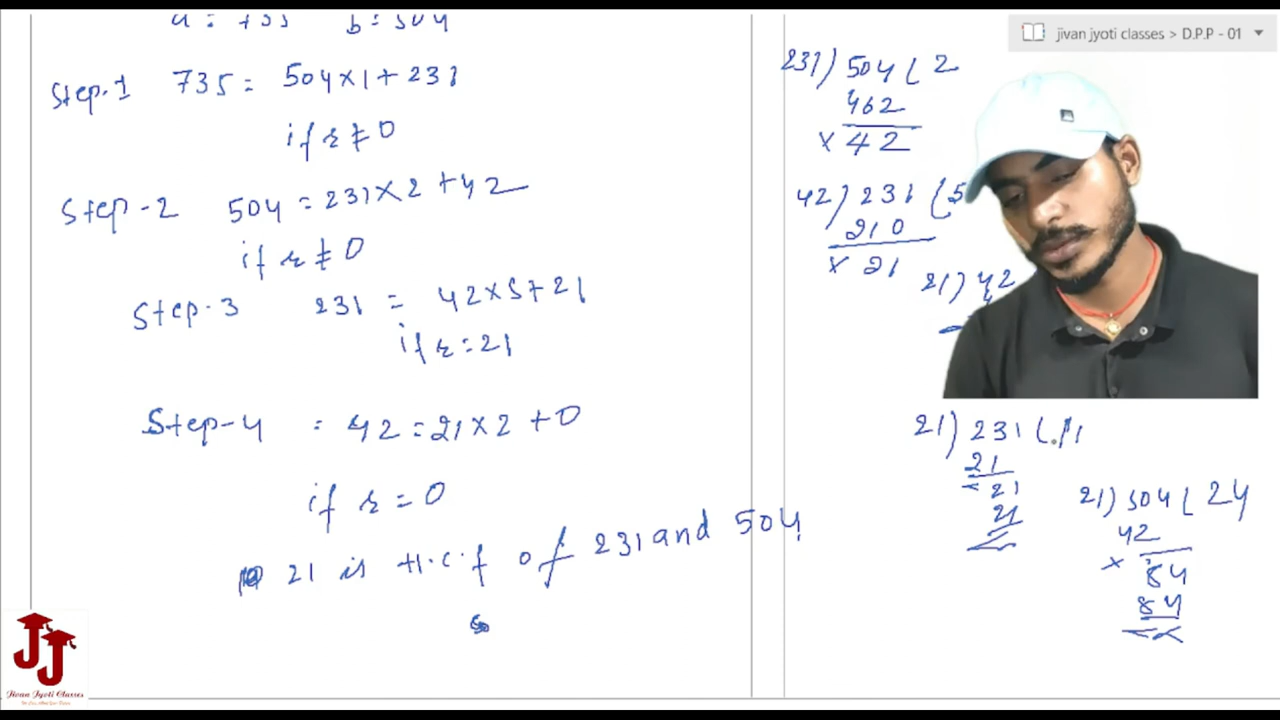 a = 735 b = 504
Step-1 735 = 504×1+231
if r ≠ 0
Step-2 504 = 231×2+42
if r ≠ 0
Step-3 231 = 42×5+21
if r = 21
Step-4 = 42 = 21×2+0
if r = 0
21 is H.C.f of 231 and 504
jivan jyoti classes > D.P.P - 01
231) 504 ( 2
462
× 42
42) 231 (5
210
× 21
21) 42
21) 231 ( 11
21
21
21
21) 504 ( 24
42
× 84
84
JJ
Jivan Jyoti Classes